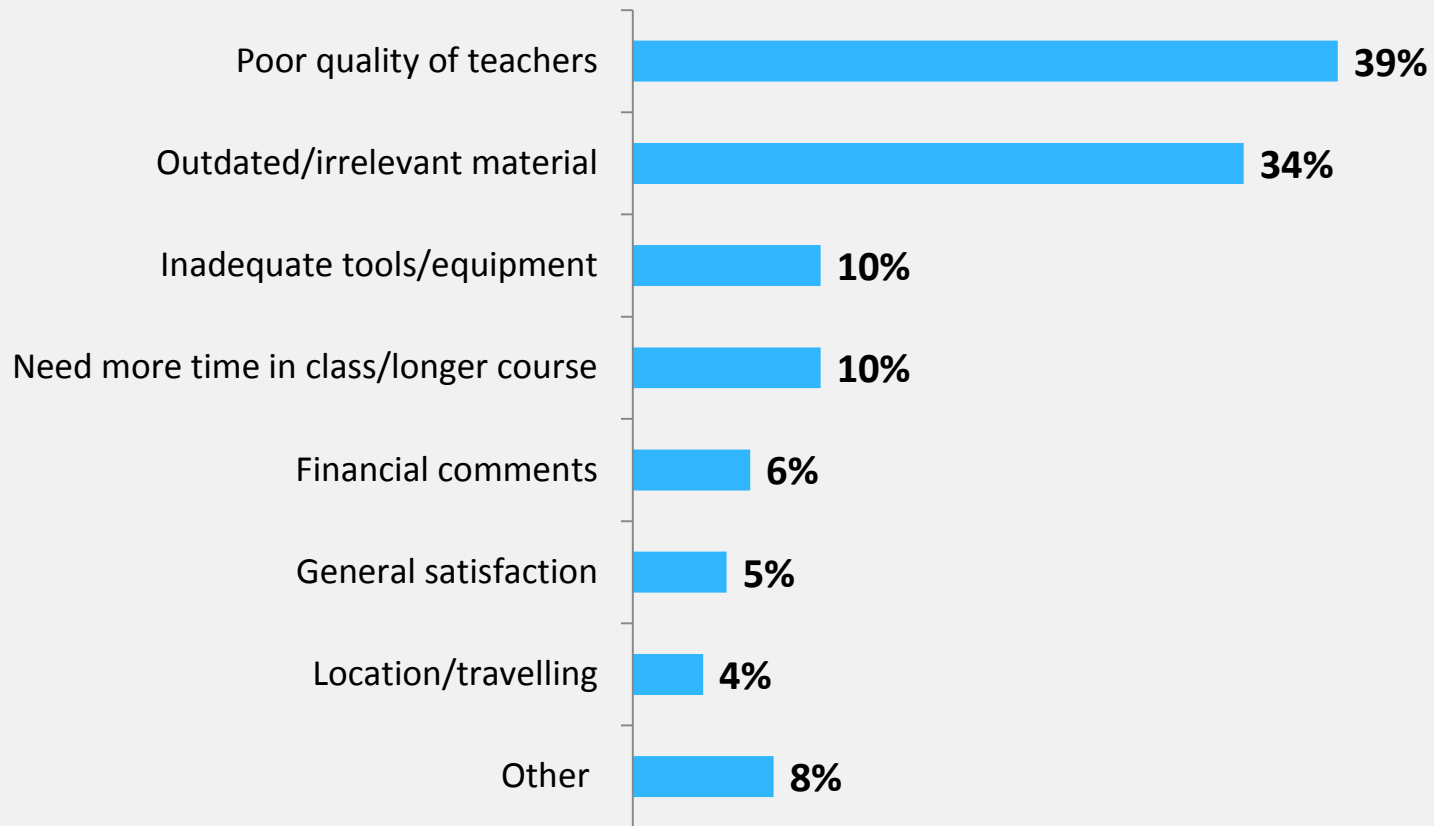 Poor quality of teachers 39%
Outdated/irrelevant material 34%
Inadequate tools/equipment 10%
Need more time in class/longer course 10%
Financial comments 6%
General satisfaction 5%
Location/travelling 4%
Other 8%